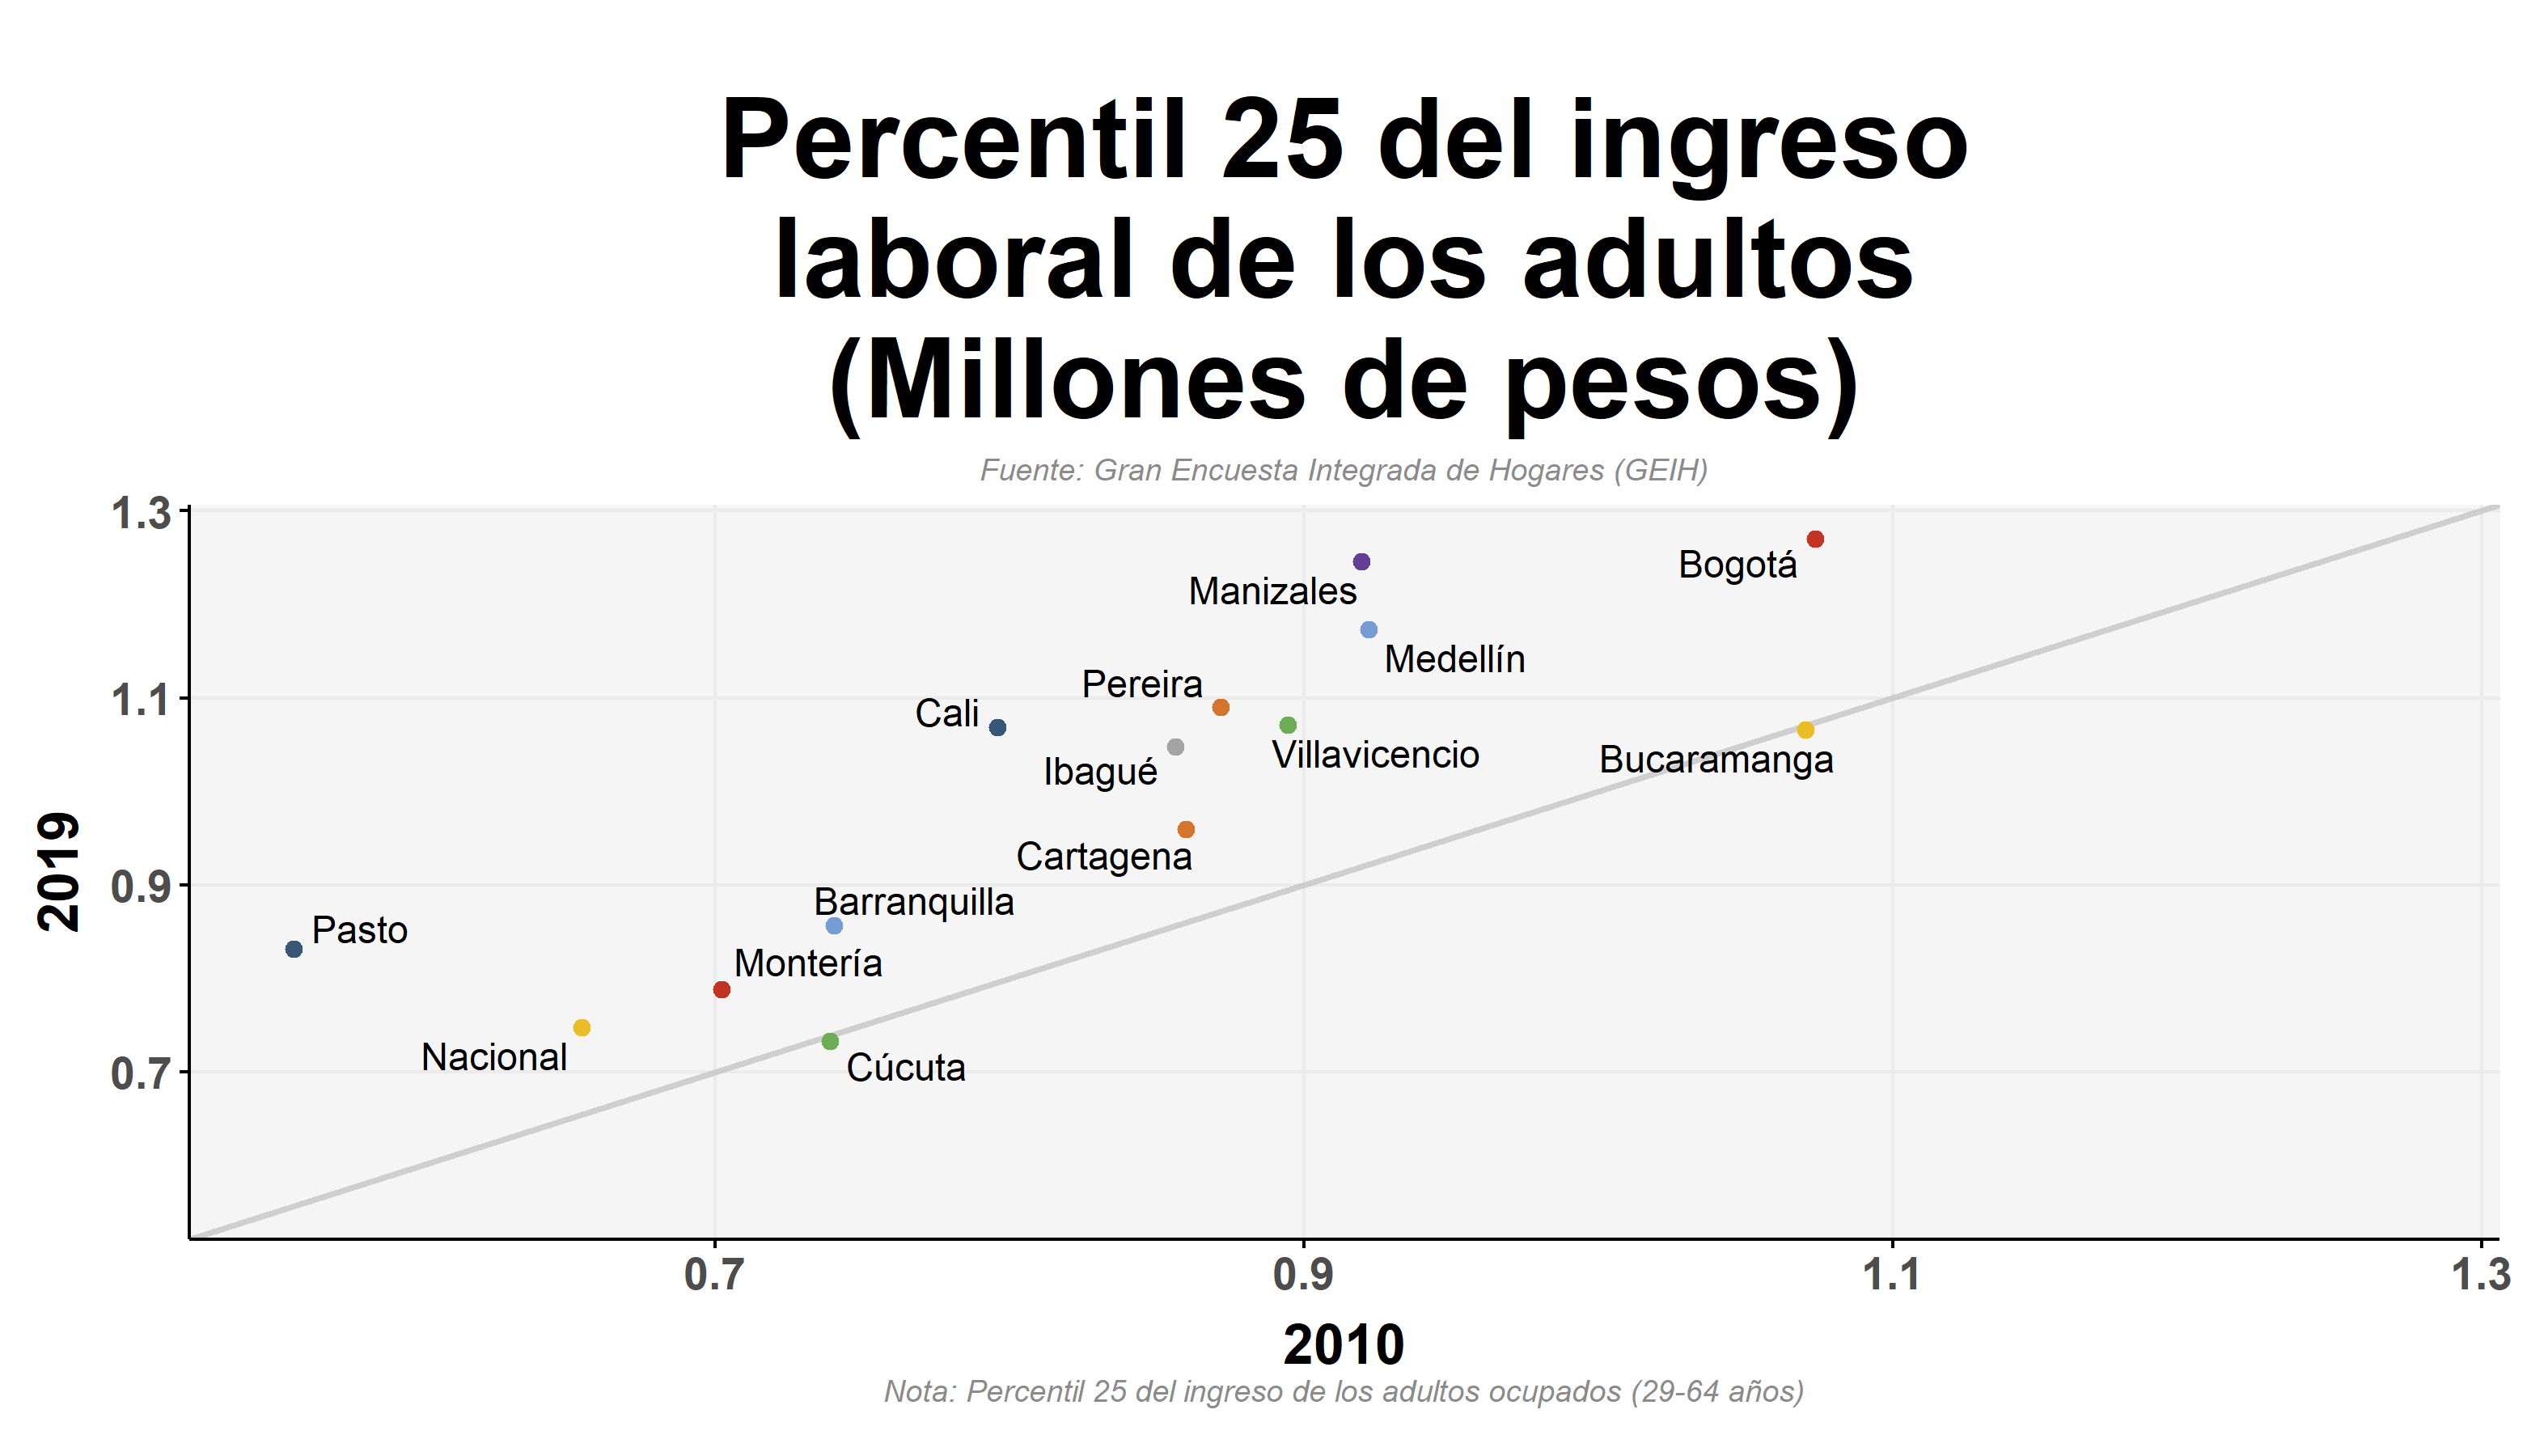 Percentil 25 del ingreso
laboral de los adultos
(Millones de pesos)
Fuente: Gran Encuesta Integrada de Hogares (GEIH)
1.3
Bogotá
Manizales
Medellín
Pereira
1.1
Cali
Villavicencio
Bucaramanga
Ibagué
Cartagena
2019
0.9
Barranquilla
Pasto
Montería
Nacional
Cúcuta
0.7
0.7
0.9
1.1
1.3
2010
Nota: Percentil 25 del ingreso de los adultos ocupados (29-64 años)